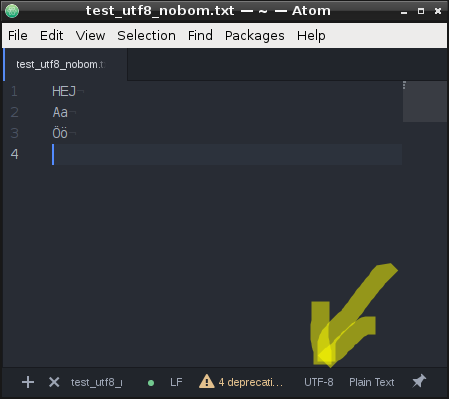 test_utf8_nobom.txt — ~ — Atom
File Edit View Selection Find Packages Help
test_utf8_nobom.t
1 HEJ¬
2 Aa¬
3 Öö¬
4
test_utf8_r LF 4 deprecati... UTF-8 Plain Text